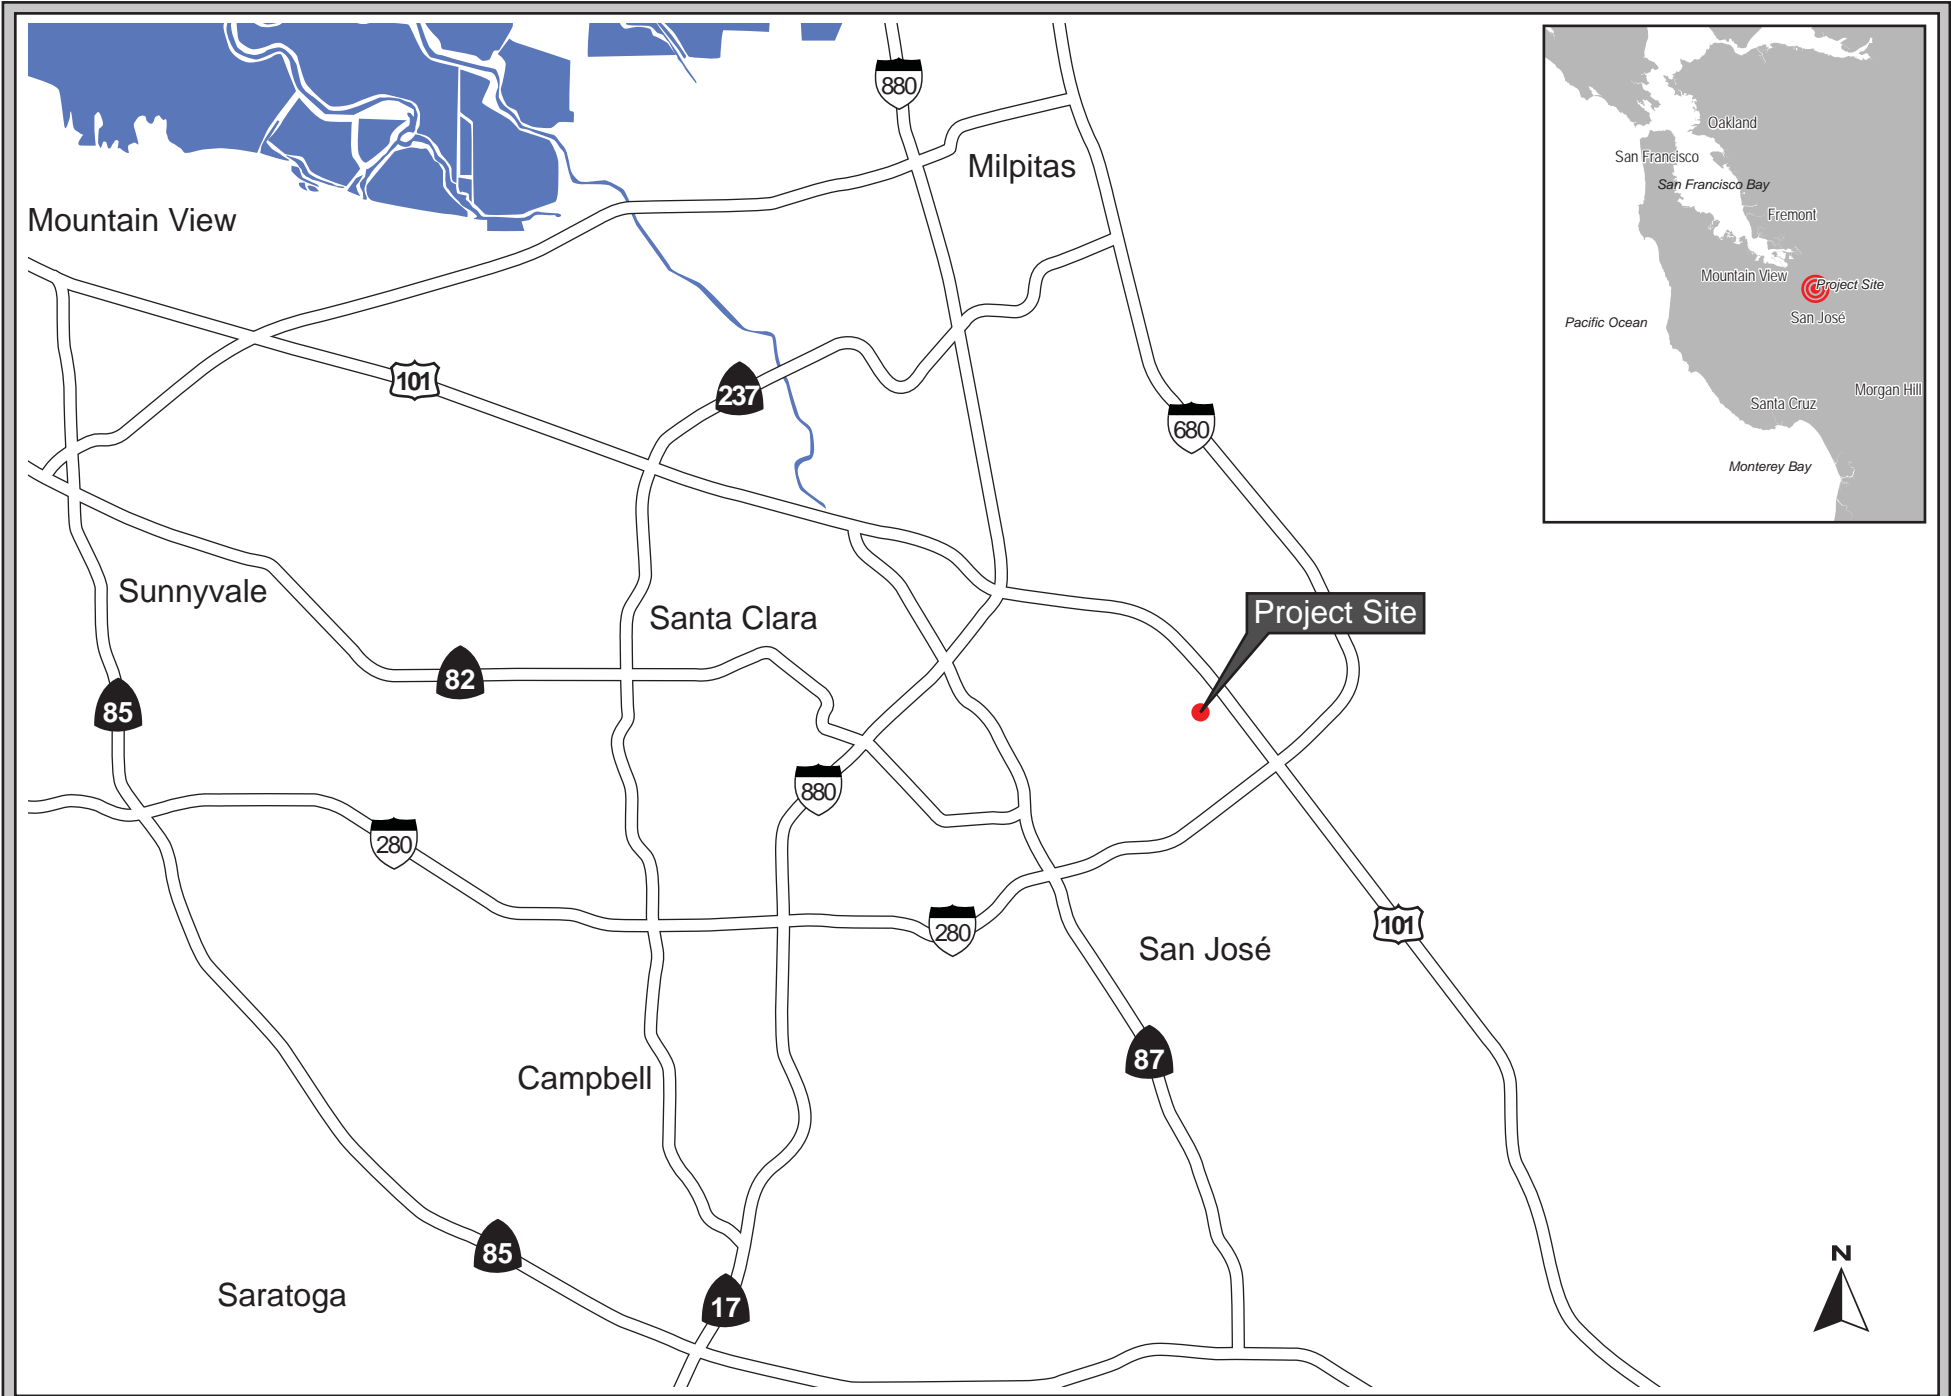 880
Milpitas
Mountain View
101
237
680
Sunnyvale
Santa Clara
Project Site
82
85
880
280
280
101
San José
87
Campbell
85
17
Saratoga
N
Oakland
San Francisco
San Francisco Bay
Fremont
Mountain View
Project Site
San José
Pacific Ocean
Morgan Hill
Santa Cruz
Monterey Bay